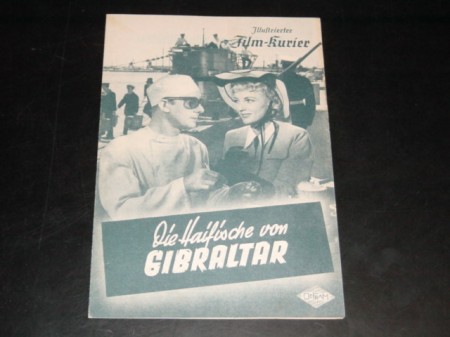 Illustrierter
Film-Kurier
Die Haifische von
GIBRALTAR